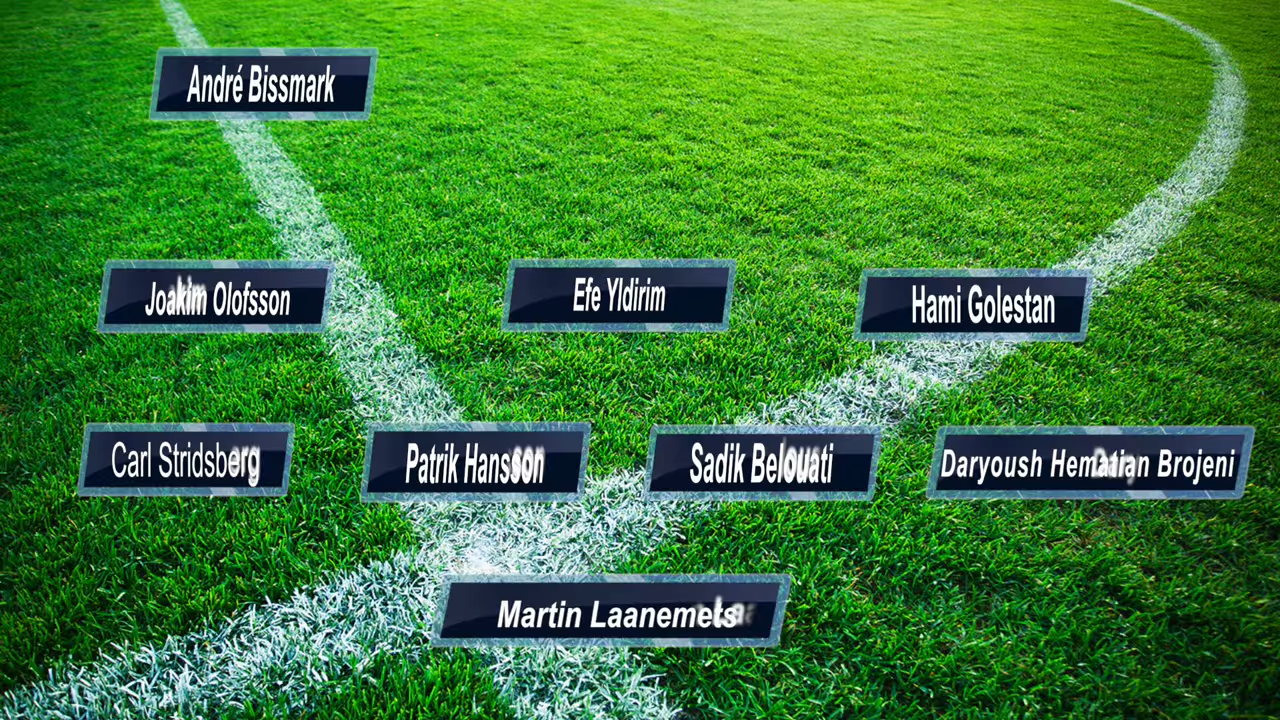 André Bissmark
Joakim Olofsson
Efe Yldirim
Hami Golestan
Carl Stridsberg
Patrik Hansson
Sadik Belouati
Daryoush Hematian Brojeni
Martin Laanemets